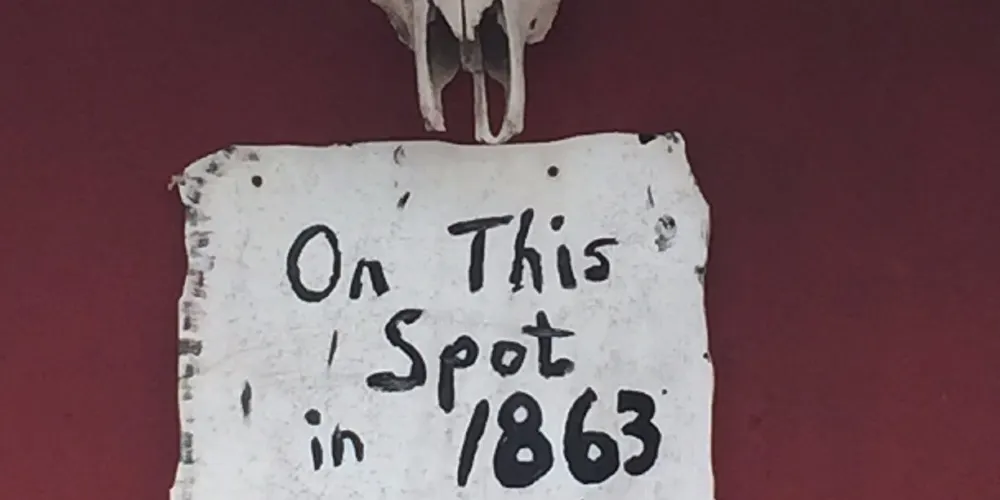 On This
Spot
in 1863